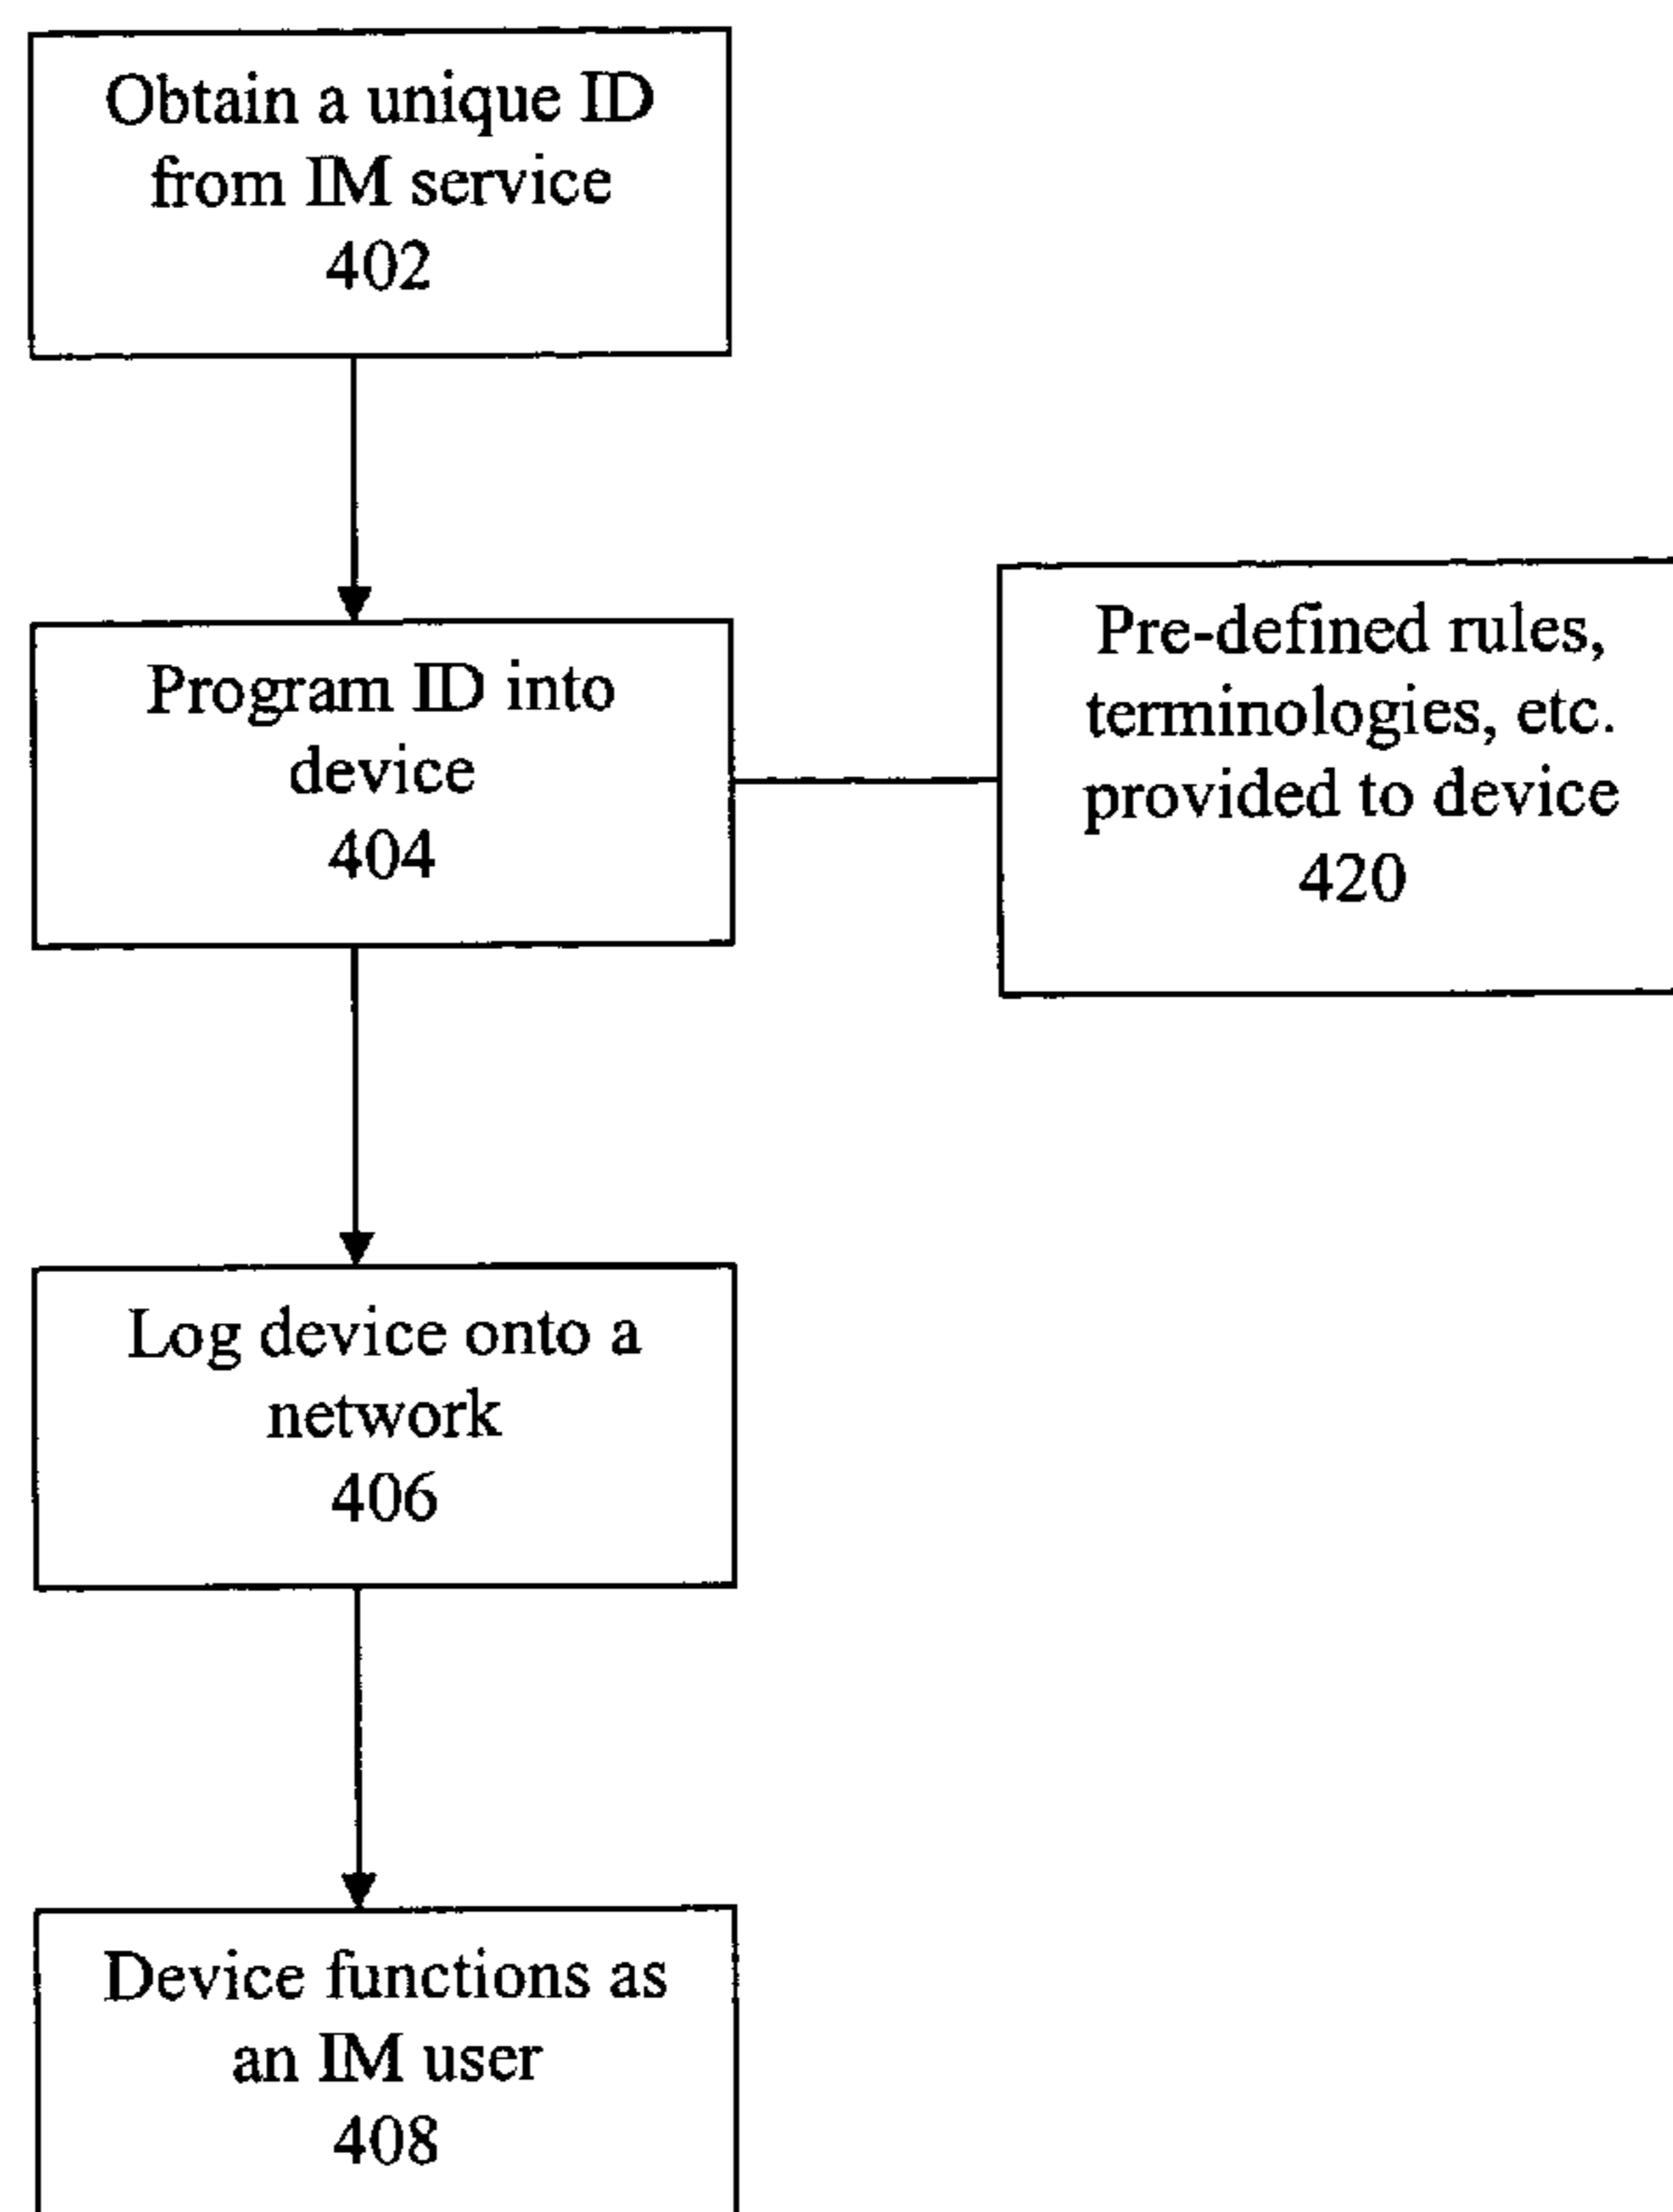 Obtain a unique ID
from IM service
402
Program ID into
device
404
Pre-defined rules,
terminologies, etc.
provided to device
420
Log device onto a
network
406
Device functions as
an IM user
408